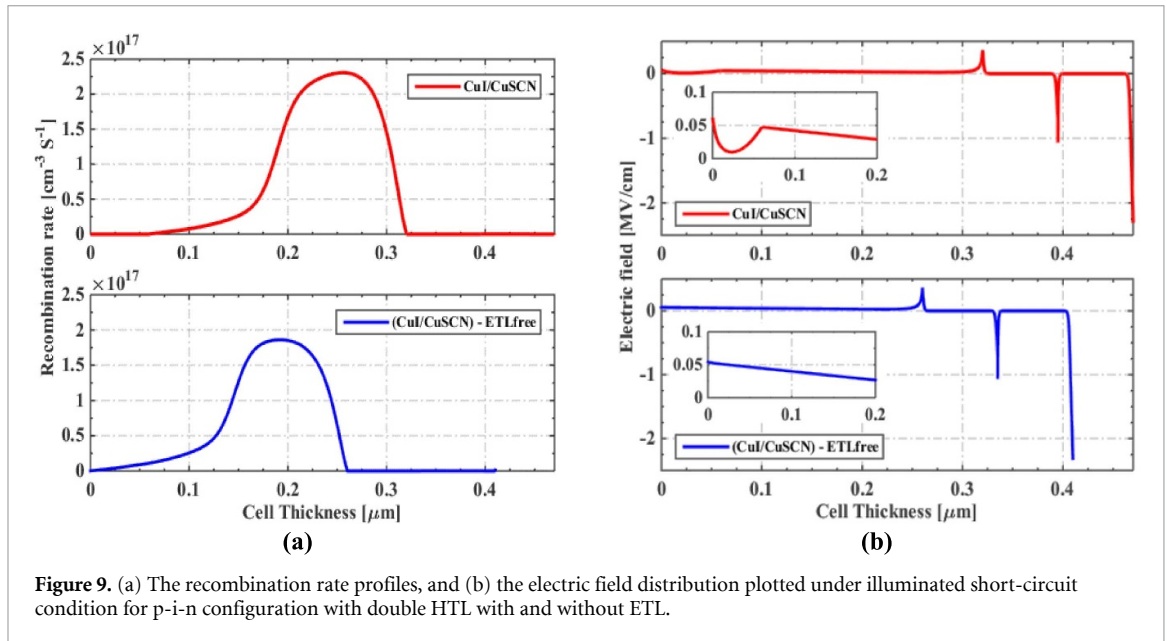 ×10¹⁷
2.5
2
1.5
1
0.5
0
0 0.1 0.2 0.3 0.4
CuI/CuSCN
×10¹⁷
2.5
2
1.5
1
0.5
0
0 0.1 0.2 0.3 0.4
(CuI/CuSCN) - ETLfree
Recombination rate [cm⁻³ S⁻¹]
Cell Thickness [μm]
(a)
0
-1
-2
0 0.1 0.2 0.3 0.4
0.1
0.05
0
0 0.1 0.2
CuI/CuSCN
0
-1
-2
0 0.1 0.2 0.3 0.4
0.1
0.05
0
0 0.1 0.2
(CuI/CuSCN) - ETLfree
Electric field [MV/cm]
Cell Thickness [μm]
(b)
Figure 9. (a) The recombination rate profiles, and (b) the electric field distribution plotted under illuminated short-circuit
condition for p-i-n configuration with double HTL with and without ETL.